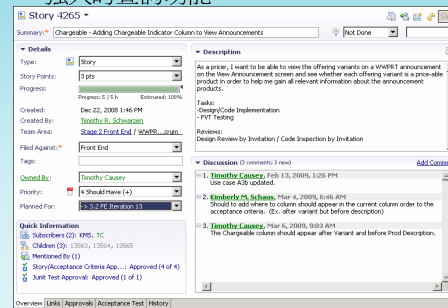 强大的查询功能
Story 4265
Summary:* Chargeable - Adding Chargeable Indicator Column to View Announcements
Not Done
Details
Type: Story
Story Points: 3 pts
Progress:
Progress: 5 / 5 h Estimated: 100%
Created: Dec 22, 2008 1:46 PM
Created By: Timothy R. Schwarzen
Team Area: Stage 2 Front End / WWPR...orum
Filed Against:* Front End
Tags:
Owned By: Timothy Causey
Priority: 4 Should Have (+)
Planned For: -> 3.2 FE Iteration 13
Quick Information
Subscribers (2): KMS, TC
Children (3): 13563, 13564, 13565
Mentioned By (1)
Story/Acceptance Criteria App...: Approved (4 of 4)
Junit Test Approval: Approved (1 of 1)
Description
As a pricer, I want to be able to view the offering variants on a WWPRT announcement
on the View Announcement screen and see whether each offering variant is a price-able
product in order to help me gain all relevant information about the announcement
products.
Tasks:
-Design/Code Implementation
- FVT Testing
Reviews:
Design Review by Invitation / Code Inspection by Invitation
Discussion (3 comments; 3 new) Add Comme
1. Timothy Causey, Feb 13, 2009, 1:26 PM
Use case A3b updated.
2. Kimberly M. Schaus, Mar 4, 2009, 6:46 AM
Should to add where to column should appear in the current column order to the
acceptance criteria. (Ex. after variant but before description)
3. Timothy Causey, Mar 6, 2009, 9:03 AM
The Chargeable column should appear after Variant and before Prod Description.
Overview Links Approvals Acceptance Test History